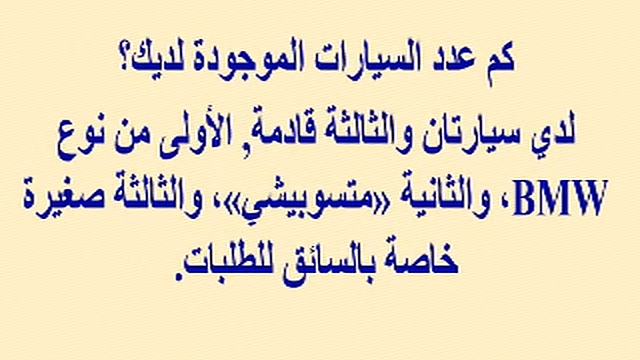 كم عدد السيارات الموجودة لديك؟
لدي سيارتان والثالثة قادمة, الأولى من نوع
BMW، والثانية «متسوبيشي»، والثالثة صغيرة
خاصة بالسائق للطلبات.